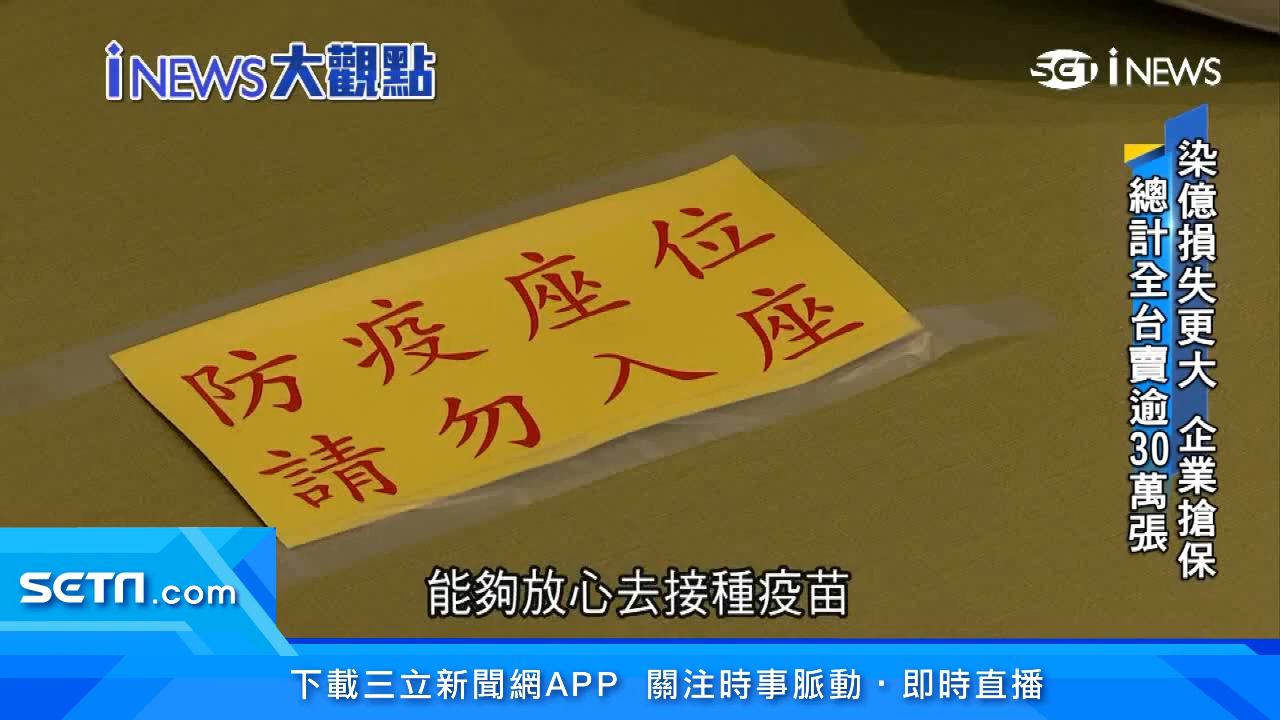 iNEWS大觀點
SET iNEWS
染億損失更大 企業搶保
總計全台賣逾30萬張
防疫座位
請勿入座
能夠放心去接種疫苗
SETN.com
下載三立新聞網APP 關注時事脈動·即時直播